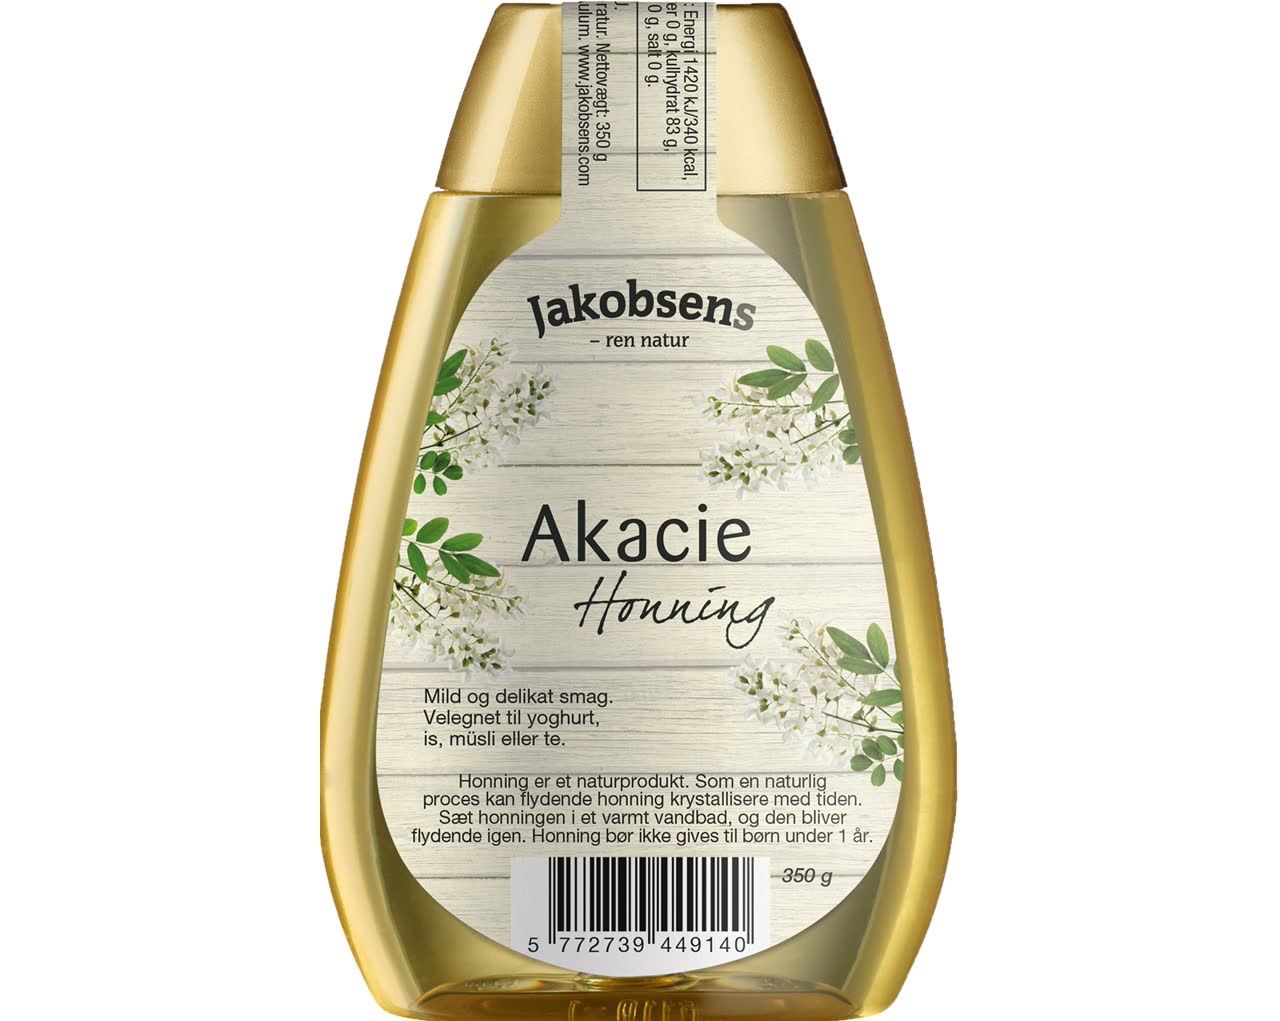 : Energi 1420 kJ/340 kcal,
er 0 g, kulhydrat 83 g,
0 g, salt 0 g.
ratur. Nettovægt: 350 g
ulum. www.jakobsens.com
Jakobsens
– ren natur
Akacie
Honning
Mild og delikat smag.
Velegnet til yoghurt,
is, müsli eller te.
Honning er et naturprodukt. Som en naturlig
proces kan flydende honning krystallisere med tiden.
Sæt honningen i et varmt vandbad, og den bliver
flydende igen. Honning bør ikke gives til børn under 1 år.
350 g
5 772739 449140